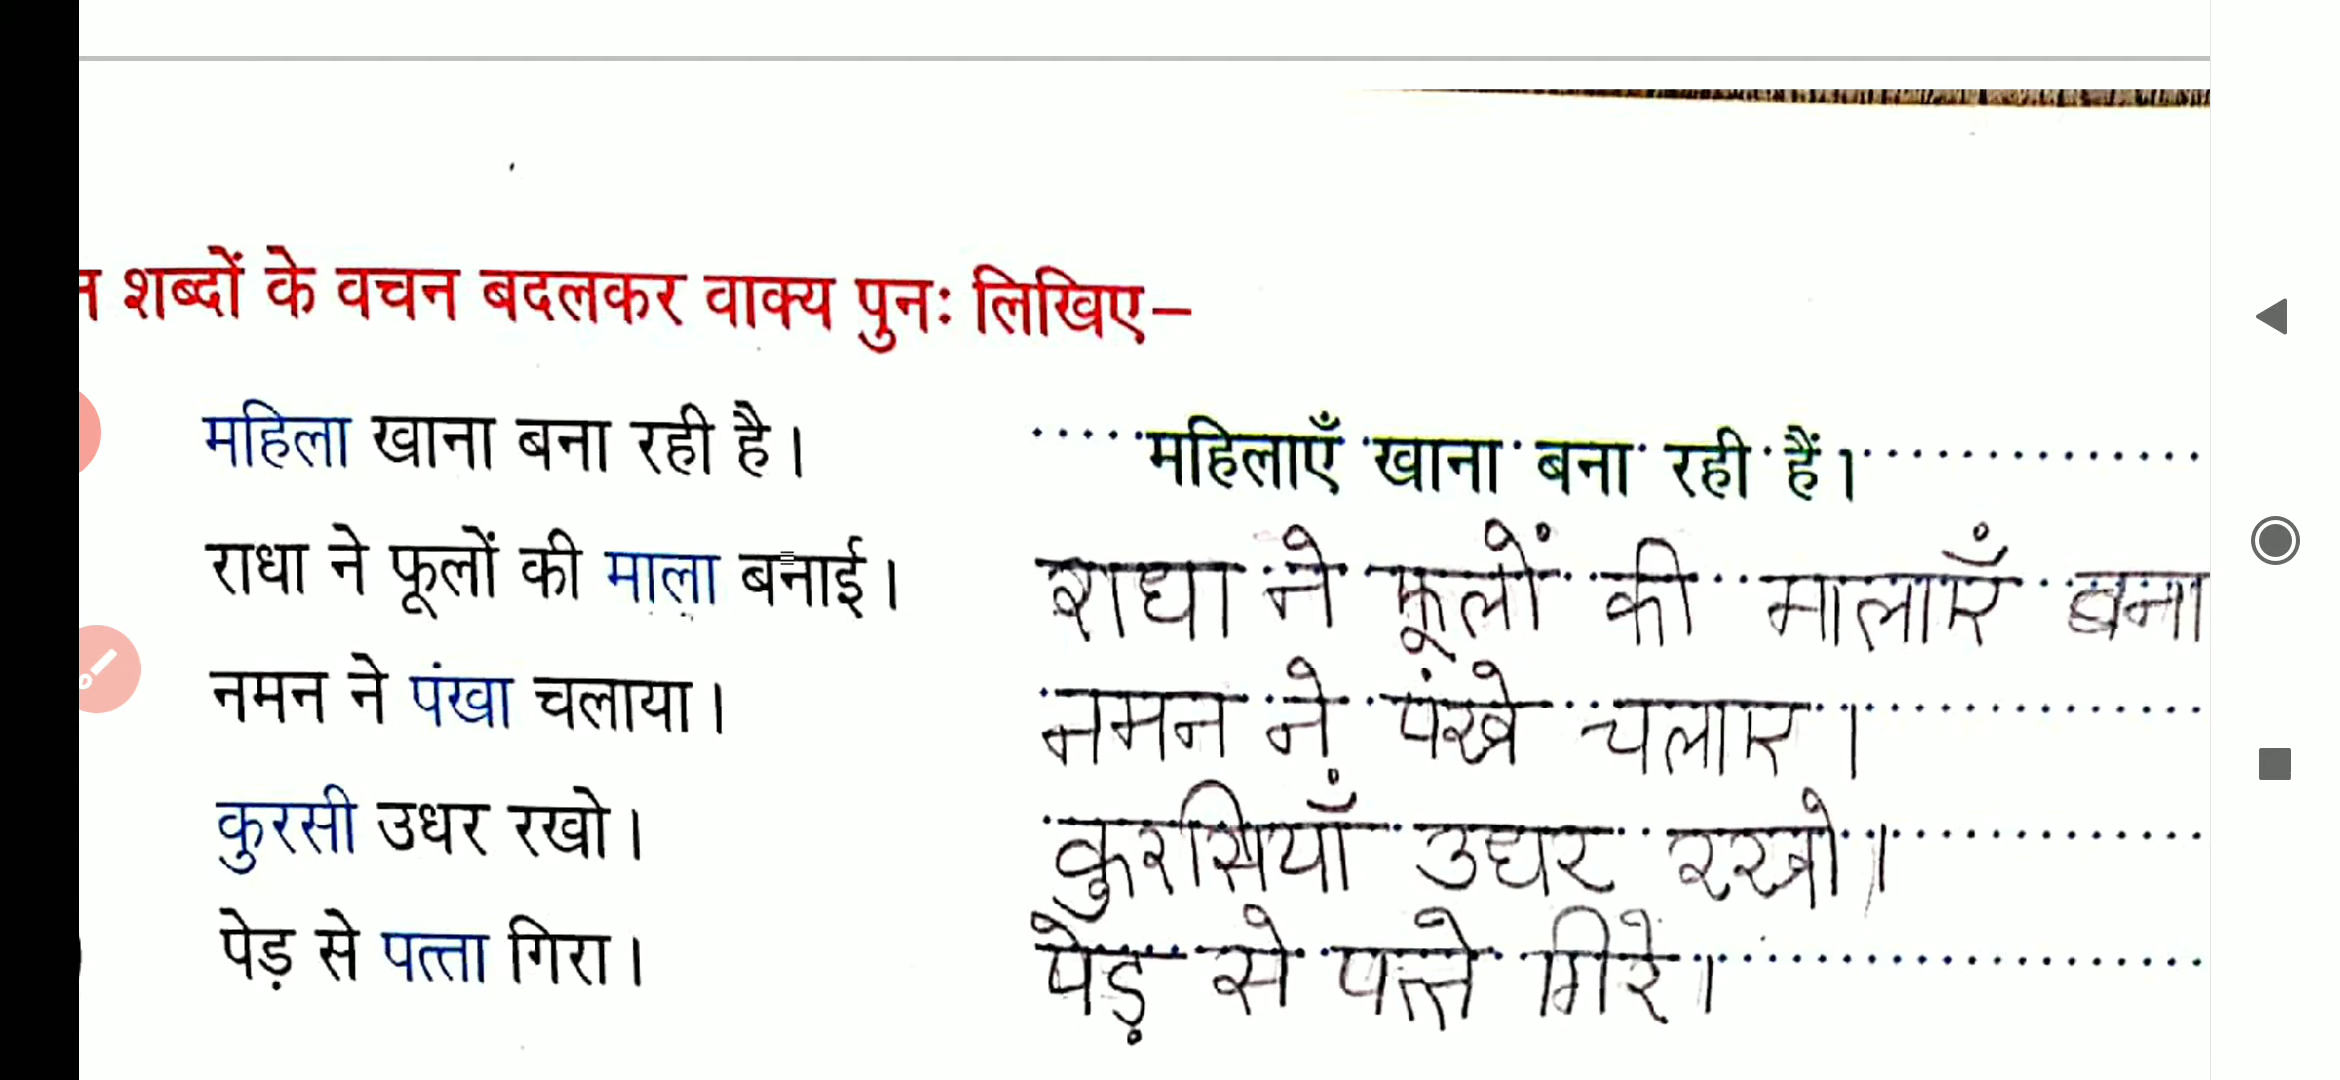 शब्दों के वचन बदलकर वाक्य पुनः लिखिए–
महिला खाना बना रही है। महिलाएँ खाना बना रही हैं।
राधा ने फूलों की माला बनाई। राधा ने फूलों की मालाएँ बना
नमन ने पंखा चलाया। नमन ने पंखे चलाए।
कुरसी उधर रखो। कुरसियाँ उधर रखो।
पेड़ से पत्ता गिरा। पेड़ से पत्ते गिरे।